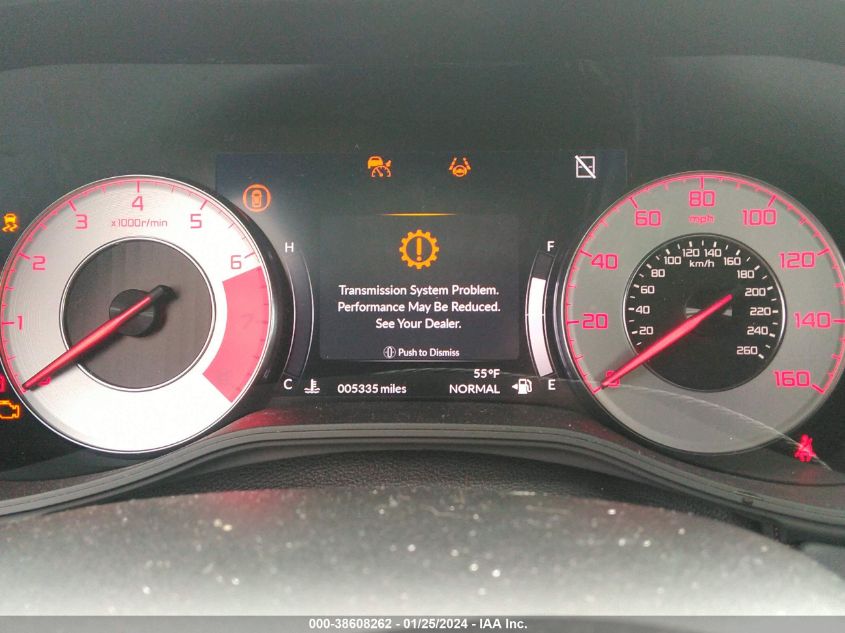 x1000r/min
1
2
3
4
5
6
7
H
C
Transmission System Problem.
Performance May Be Reduced.
See Your Dealer.
Push to Dismiss
55°F
005335 miles
NORMAL
F
E
mph
0
20
40
60
80
100
120
140
160
km/h
20
40
60
80
100
120
140
160
180
200
220
240
260
000-38608262 - 01/25/2024 - IAA Inc.